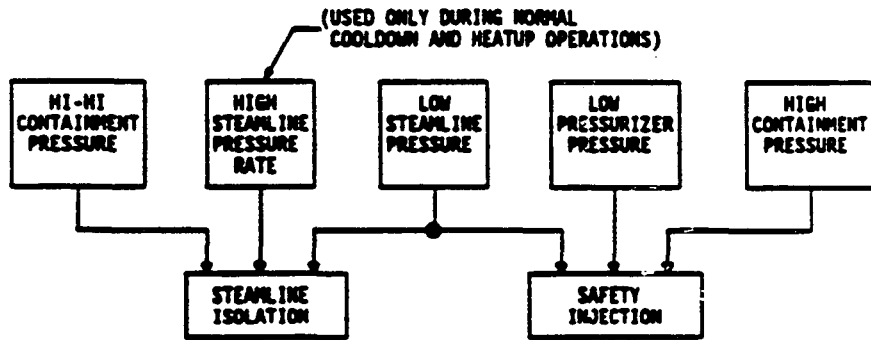 (USED ONLY DURING NORMAL
COOLDOWN AND HEATUP OPERATIONS)
HI-HI
CONTAINMENT
PRESSURE
HIGH
STEAMLINE
PRESSURE
RATE
LOW
STEAMLINE
PRESSURE
LOW
PRESSURIZER
PRESSURE
HIGH
CONTAINMENT
PRESSURE
STEAMLINE
ISOLATION
SAFETY
INJECTION